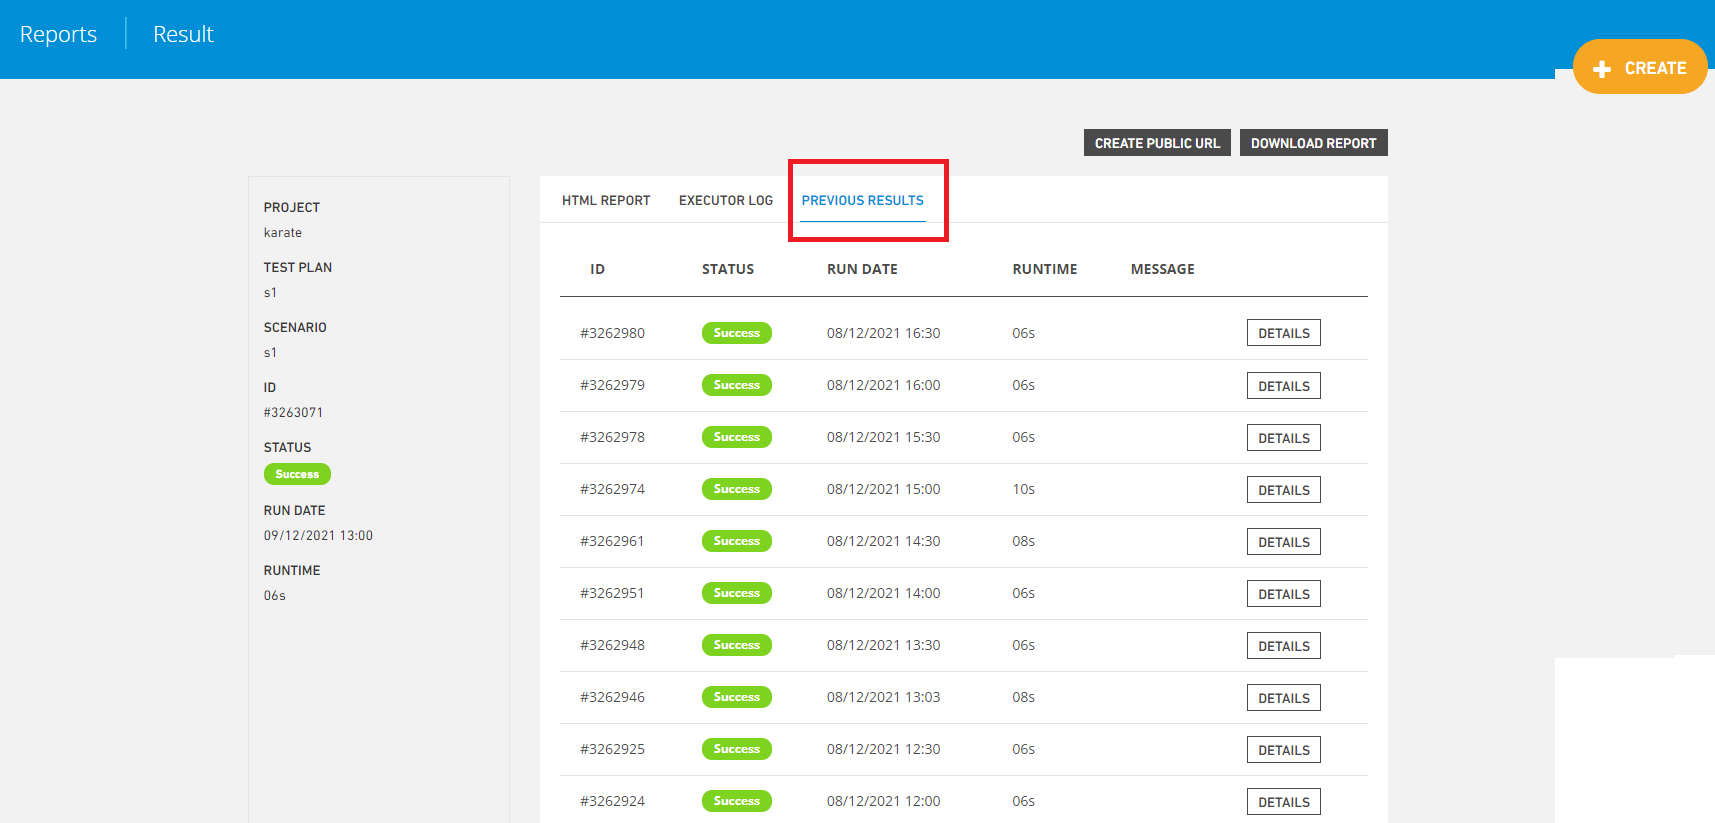 Reports | Result
+ CREATE
CREATE PUBLIC URL DOWNLOAD REPORT
PROJECT
karate
TEST PLAN
s1
SCENARIO
s1
ID
#3263071
STATUS
Success
RUN DATE
09/12/2021 13:00
RUNTIME
06s
HTML REPORT EXECUTOR LOG PREVIOUS RESULTS
ID STATUS RUN DATE RUNTIME MESSAGE
#3262980 Success 08/12/2021 16:30 06s DETAILS
#3262979 Success 08/12/2021 16:00 06s DETAILS
#3262978 Success 08/12/2021 15:30 06s DETAILS
#3262974 Success 08/12/2021 15:00 10s DETAILS
#3262961 Success 08/12/2021 14:30 08s DETAILS
#3262951 Success 08/12/2021 14:00 06s DETAILS
#3262948 Success 08/12/2021 13:30 06s DETAILS
#3262946 Success 08/12/2021 13:03 08s DETAILS
#3262925 Success 08/12/2021 12:30 06s DETAILS
#3262924 Success 08/12/2021 12:00 06s DETAILS